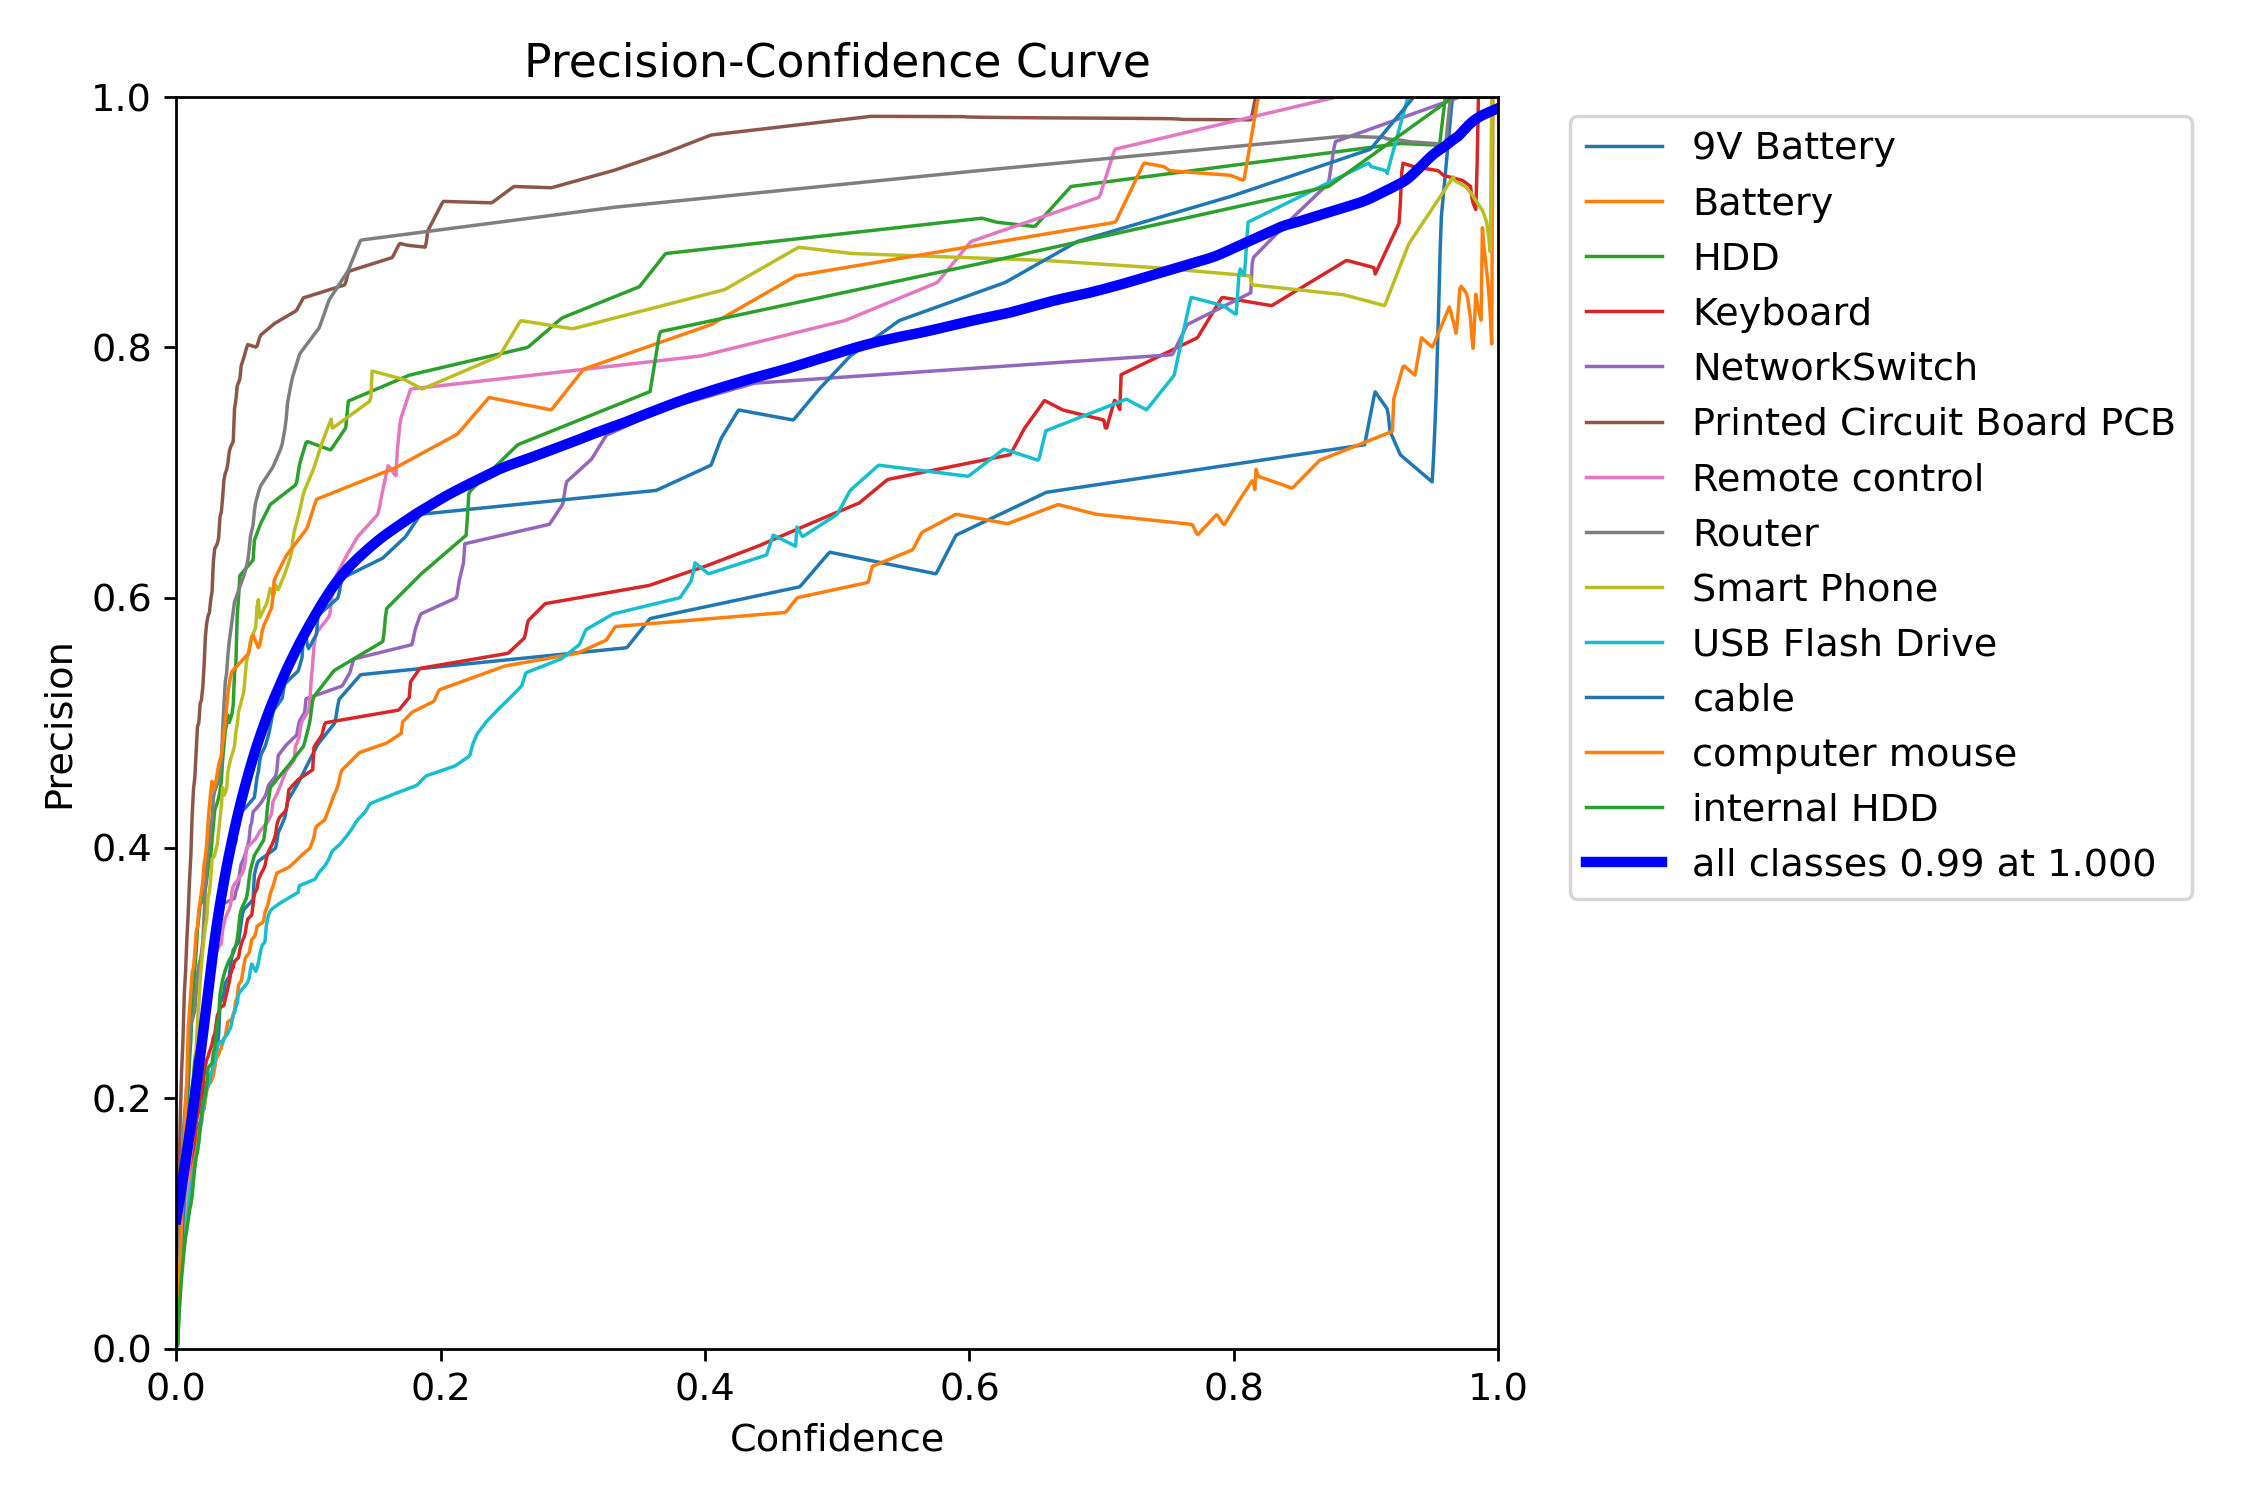 Precision-Confidence Curve
1.0
0.8
0.6
0.4
0.2
0.0
Precision
0.0 0.2 0.4 0.6 0.8 1.0
Confidence
9V Battery
Battery
HDD
Keyboard
NetworkSwitch
Printed Circuit Board PCB
Remote control
Router
Smart Phone
USB Flash Drive
cable
computer mouse
internal HDD
all classes 0.99 at 1.000